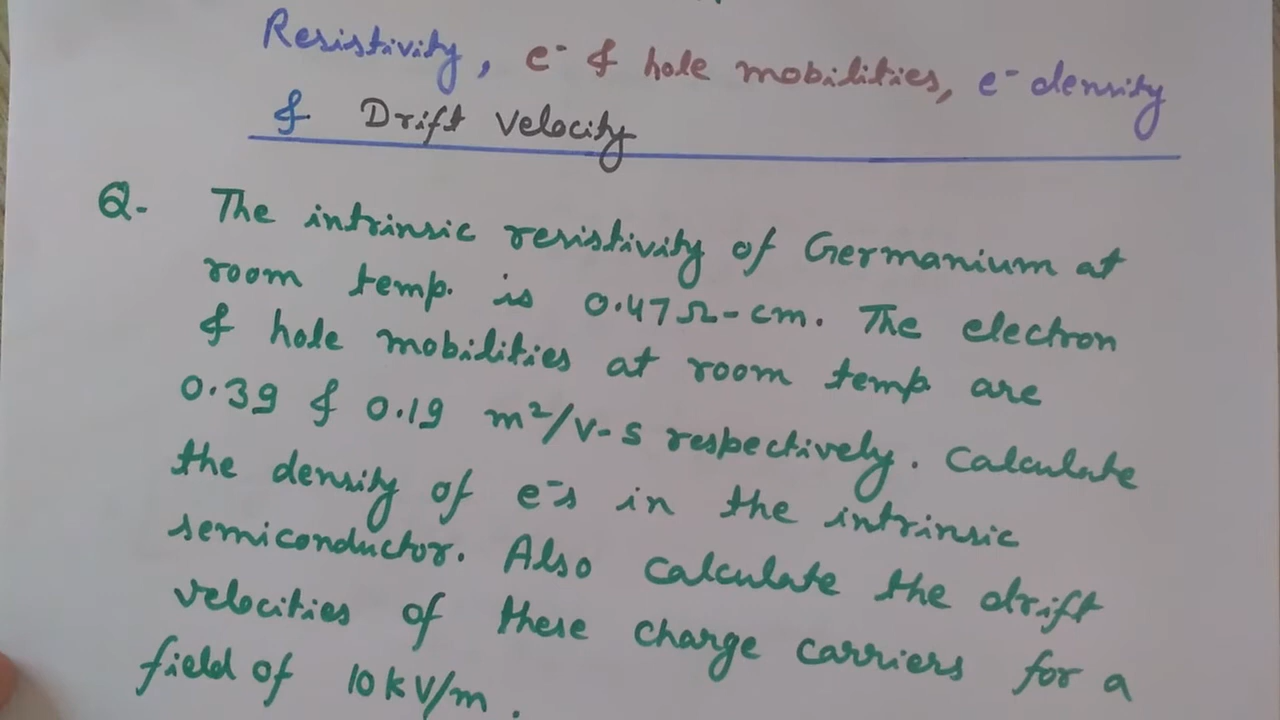 Resistivity, e- & hole mobilities, e- density
& Drift Velocity
Q- The intrinsic resistivity of Germanium at
room temp. is 0.47Ω-cm. The electron
& hole mobilities at room temp. are
0.39 & 0.19 m²/V-s respectively. Calculate
the density of e-s in the intrinsic
semiconductor. Also calculate the drift
velocities of these charge carriers for a
field of 10kV/m.